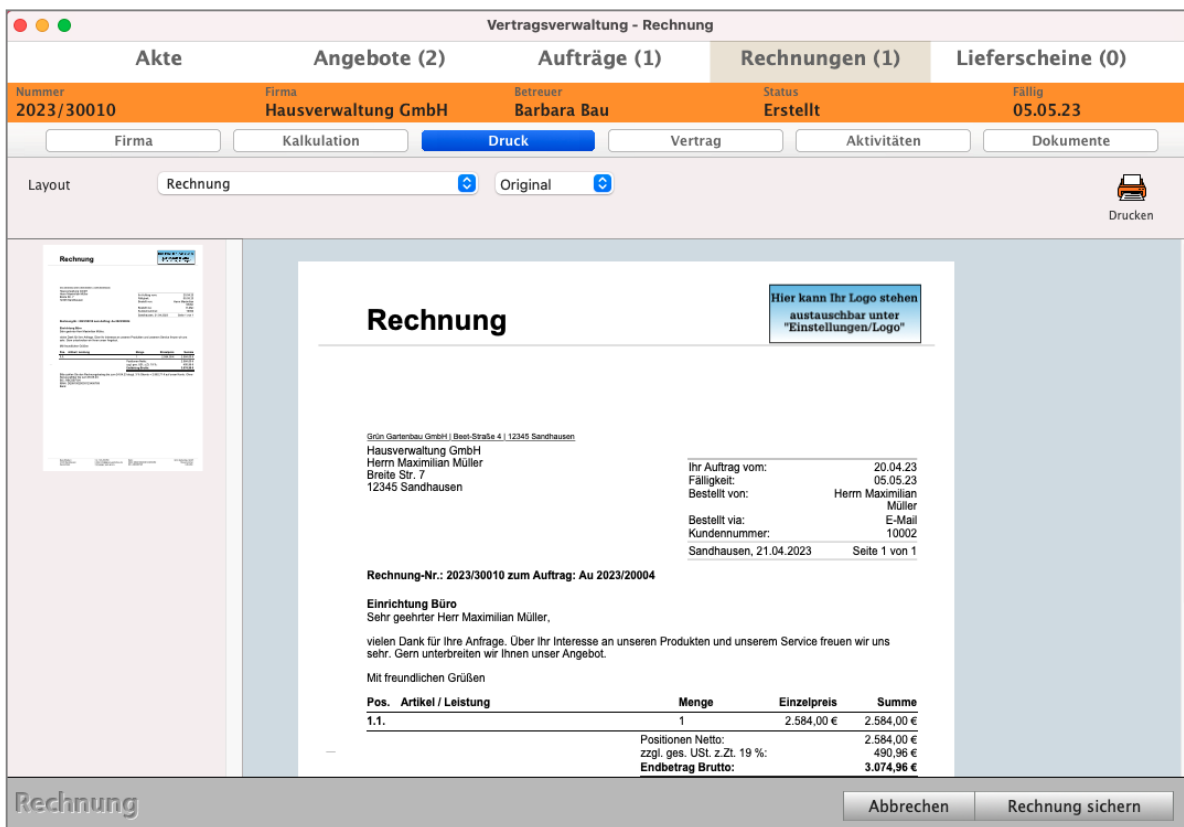 Vertragsverwaltung - Rechnung
Akte Angebote (2) Aufträge (1) Rechnungen (1) Lieferscheine (0)
Nummer Firma Betreuer Status Fällig
2023/30010 Hausverwaltung GmbH Barbara Bau Erstellt 05.05.23
Firma Kalkulation Druck Vertrag Aktivitäten Dokumente
Layout Rechnung Original
Drucken
Rechnung
Hier kann Ihr Logo stehen
austauschbar unter
"Einstellungen/Logo"
Rechnung
Grün Gartenbau GmbH | Beet-Straße 4 | 12345 Sandhausen
Hausverwaltung GmbH
Herrn Maximilian Müller
Breite Str. 7
12345 Sandhausen
Ihr Auftrag vom: 20.04.23
Fälligkeit: 05.05.23
Bestellt von: Herrn Maximilian
Müller
Bestellt via: E-Mail
Kundennummer: 10002
Sandhausen, 21.04.2023 Seite 1 von 1
Rechnung-Nr.: 2023/30010 zum Auftrag: Au 2023/20004
Einrichtung Büro
Sehr geehrter Herr Maximilian Müller,
vielen Dank für Ihre Anfrage. Über Ihr Interesse an unseren Produkten und unserem Service freuen wir uns
sehr. Gern unterbreiten wir Ihnen unser Angebot.
Mit freundlichen Grüßen
Pos. Artikel / Leistung Menge Einzelpreis Summe
1.1. 1 2.584,00 € 2.584,00 €
Positionen Netto: 2.584,00 €
zzgl. ges. USt. z.Zt. 19 %: 490,96 €
Endbetrag Brutto: 3.074,96 €
Rechnung
Abbrechen Rechnung sichern